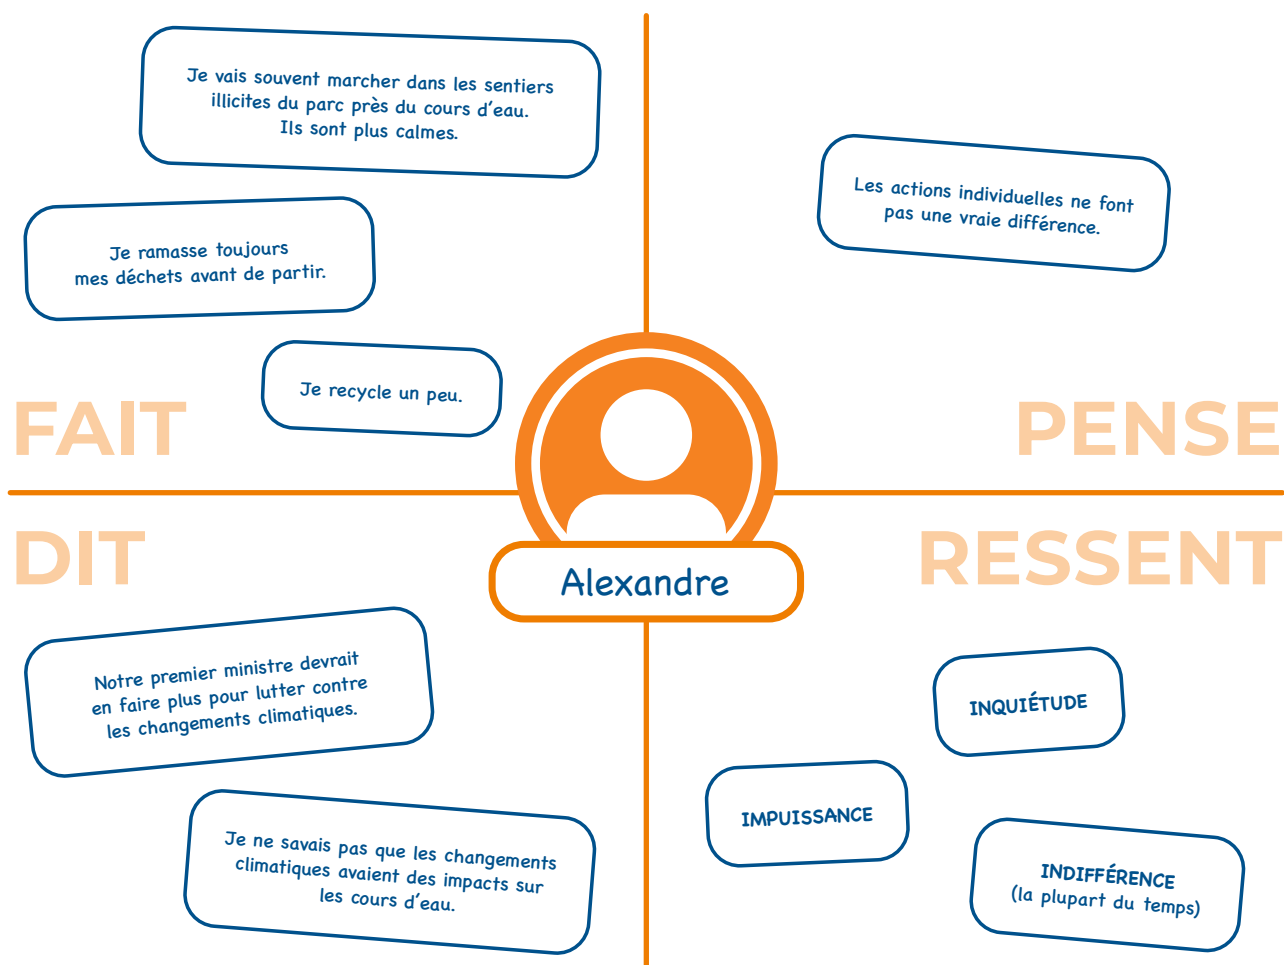 Je vais souvent marcher dans les sentiers
illicites du parc près du cours d'eau.
Ils sont plus calmes.
Je ramasse toujours
mes déchets avant de partir.
Je recycle un peu.
FAIT
Les actions individuelles ne font
pas une vraie différence.
PENSE
Alexandre
DIT
Notre premier ministre devrait
en faire plus pour lutter contre
les changements climatiques.
Je ne savais pas que les changements
climatiques avaient des impacts sur
les cours d'eau.
RESSENT
INQUIÉTUDE
IMPUISSANCE
INDIFFÉRENCE
(la plupart du temps)